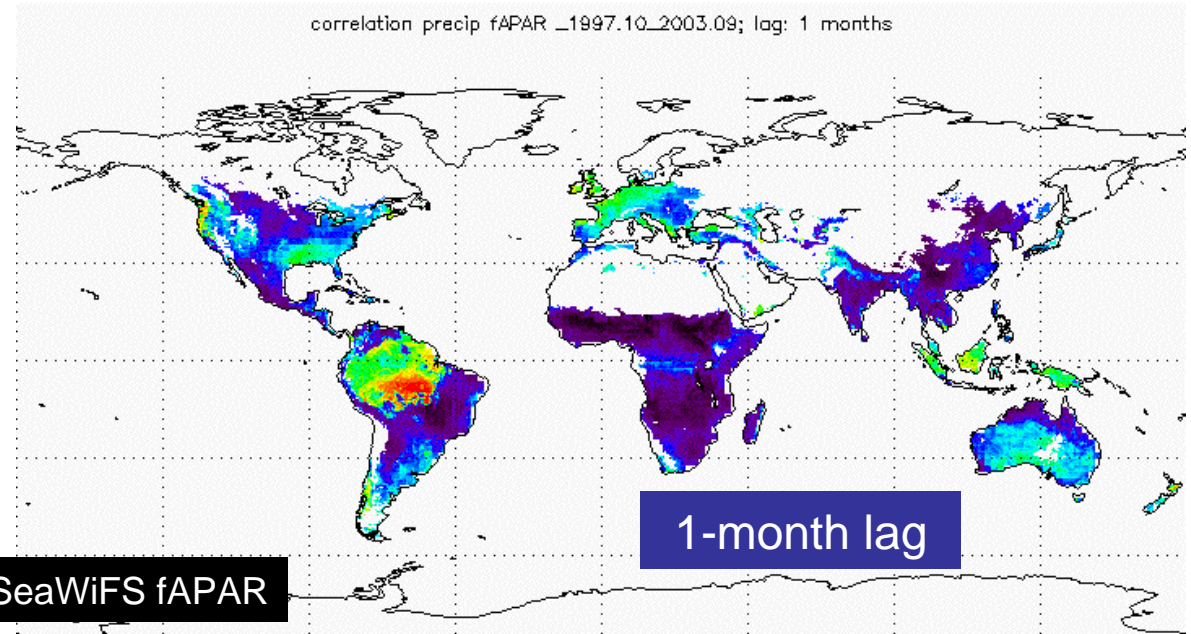 correlation precip fAPAR _1997.10_2003.09; lag: 1 months
1-month lag
SeaWiFS fAPAR